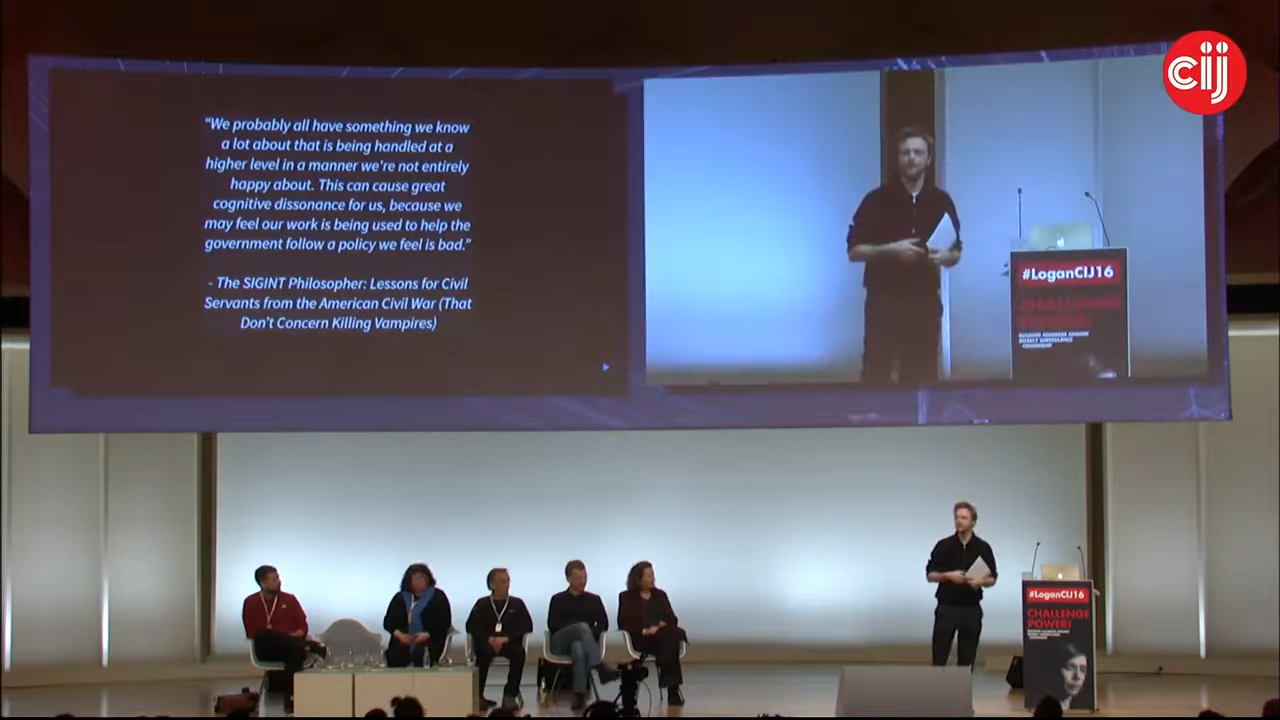 cij
“We probably all have something we know
a lot about that is being handled at a
higher level in a manner we're not entirely
happy about. This can cause great
cognitive dissonance for us, because we
may feel our work is being used to help the
government follow a policy we feel is bad.”
- The SIGINT Philosopher: Lessons for Civil
Servants from the American Civil War (That
Don't Concern Killing Vampires)
#LoganCIJ16
CHALLENGE
POWER!
#LoganCIJ16
CHALLENGE
POWER!